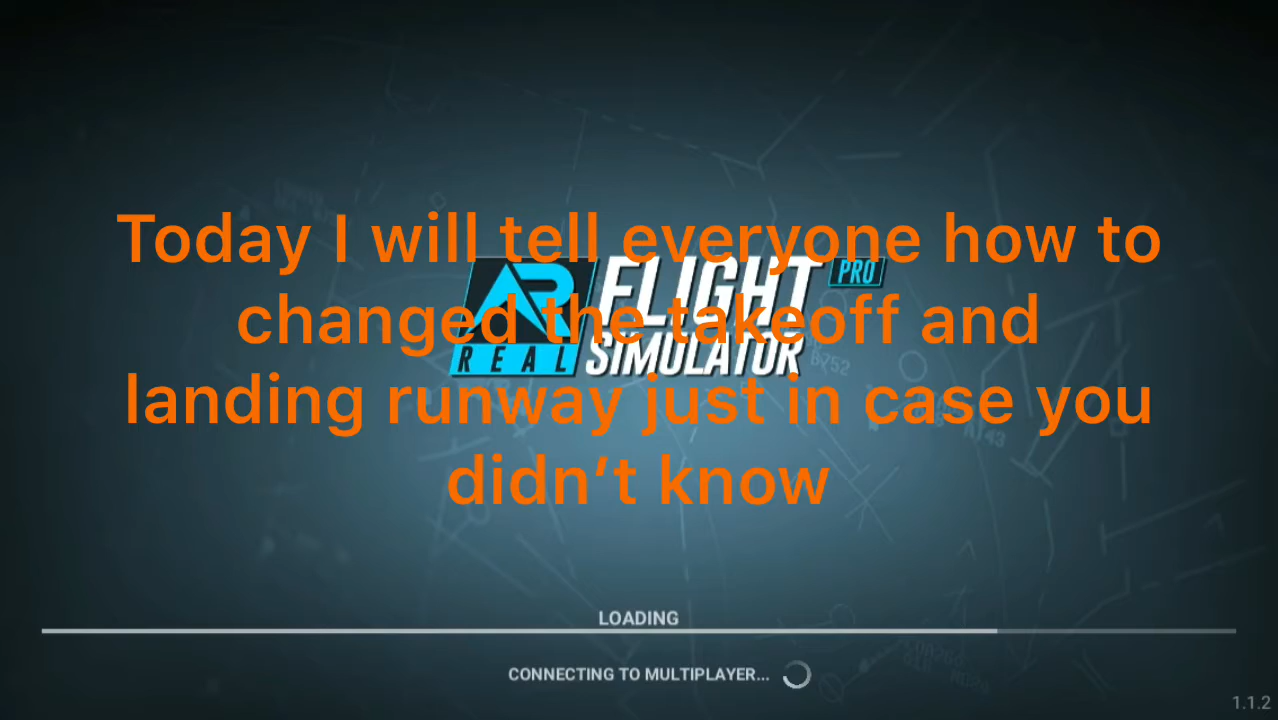 Today I will tell everyone how to
changed the takeoff and
landing runway just in case you
didn’t know
REAL
FLIGHT
SIMULATOR
PRO
B752
LOADING
CONNECTING TO MULTIPLAYER...
1.1.2